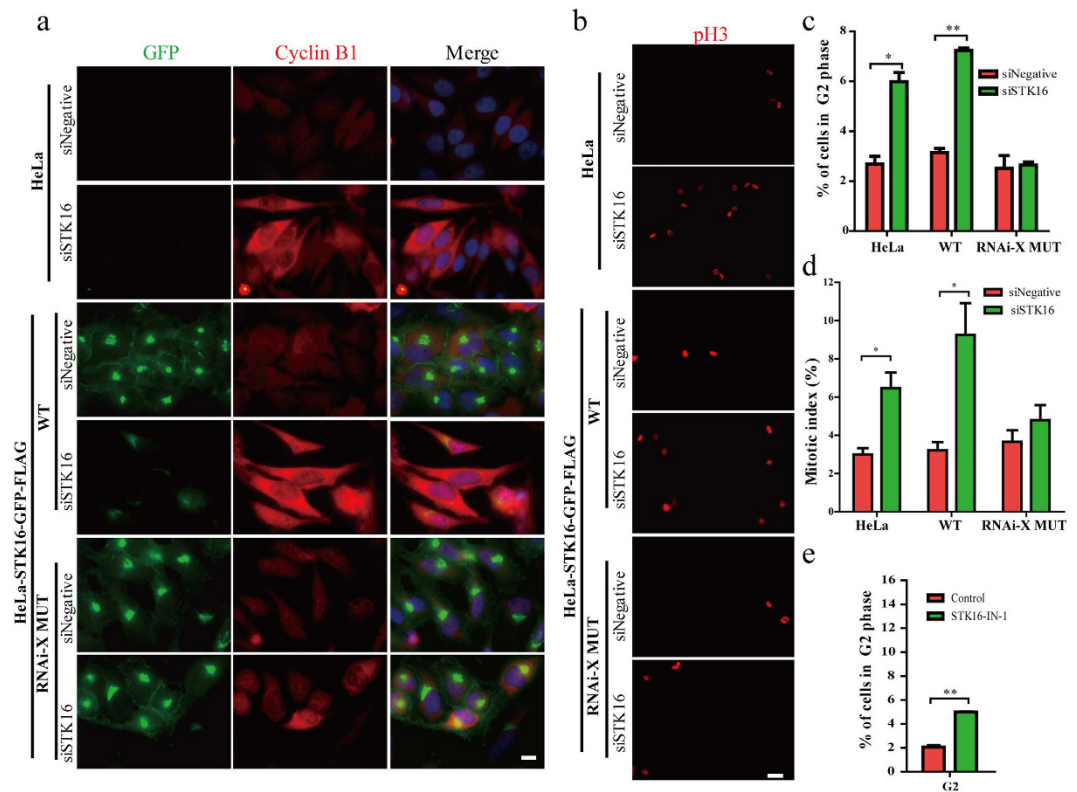 a
GFP
Cyclin B1
Merge
HeLa
siNegative
siSTK16
HeLa-STK16-GFP-FLAG
WT
siNegative
siSTK16
RNAi-X MUT
siNegative
siSTK16
b
pH3
HeLa
siNegative
siSTK16
HeLa-STK16-GFP-FLAG
WT
siNegative
siSTK16
RNAi-X MUT
siNegative
siSTK16
c
% of cells in G2 phase
8
6
4
2
0
*
**
siNegative
siSTK16
HeLa
WT
RNAi-X MUT
d
Mitotic index (%)
12
10
8
6
4
2
0
*
*
siNegative
siSTK16
HeLa
WT
RNAi-X MUT
e
% of cells in G2 phase
16
14
12
10
8
6
4
2
0
**
Control
STK16-IN-1
G2